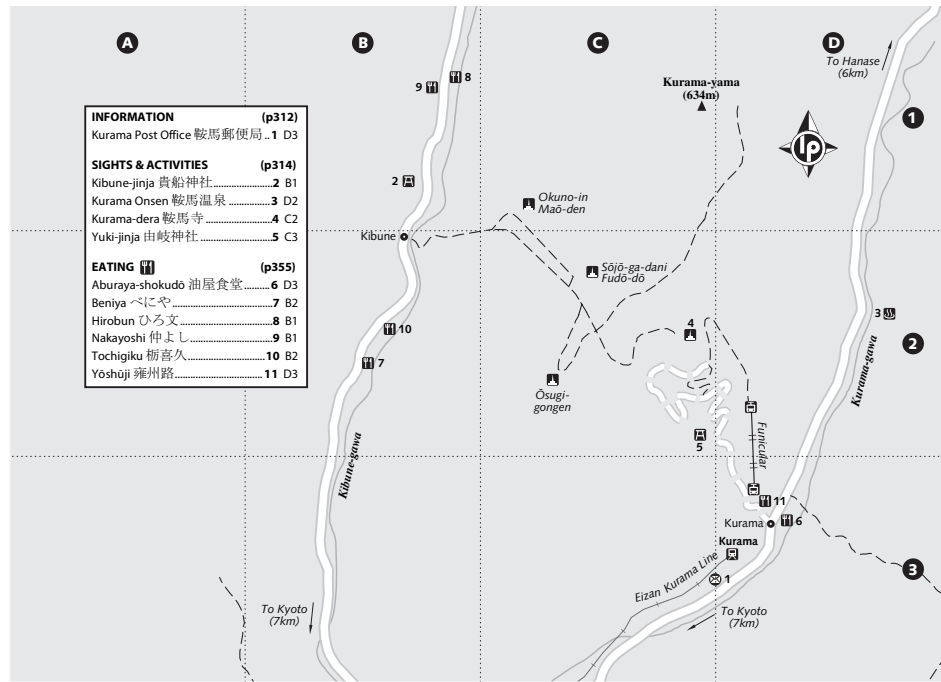 A
B
C
D
To Hanase
(6km)
Kurama-yama
(634m)
9
8
1
INFORMATION (p312)
Kurama Post Office 鞍馬郵便局..1 D3
SIGHTS & ACTIVITIES (p314)
Kibune-jinja 貴船神社......................2 B1
Kurama Onsen 鞍馬温泉 ...............3 D2
Kurama-dera 鞍馬寺......................4 C2
Yuki-jinja 由岐神社..........................5 C3
EATING (p355)
Aburaya-shokudō 油屋食堂...........6 D3
Beniya べにや..................................7 B2
Hirobun ひろ文...............................8 B1
Nakayoshi 仲よし............................9 B1
Tochigiku 栃喜久...........................10 B2
Yōshūji 雍州路..............................11 D3
lp
2
Okuno-in
Maō-den
Kibune
Sōjō-ga-dani
Fudō-dō
3
4
10
2
7
Kurama-gawa
Ōsugi-
gongen
5
Funicular
Kibune-gawa
11
Kurama
6
Kurama
Eizan Kurama Line
1
3
To Kyoto
(7km)
To Kyoto
(7km)